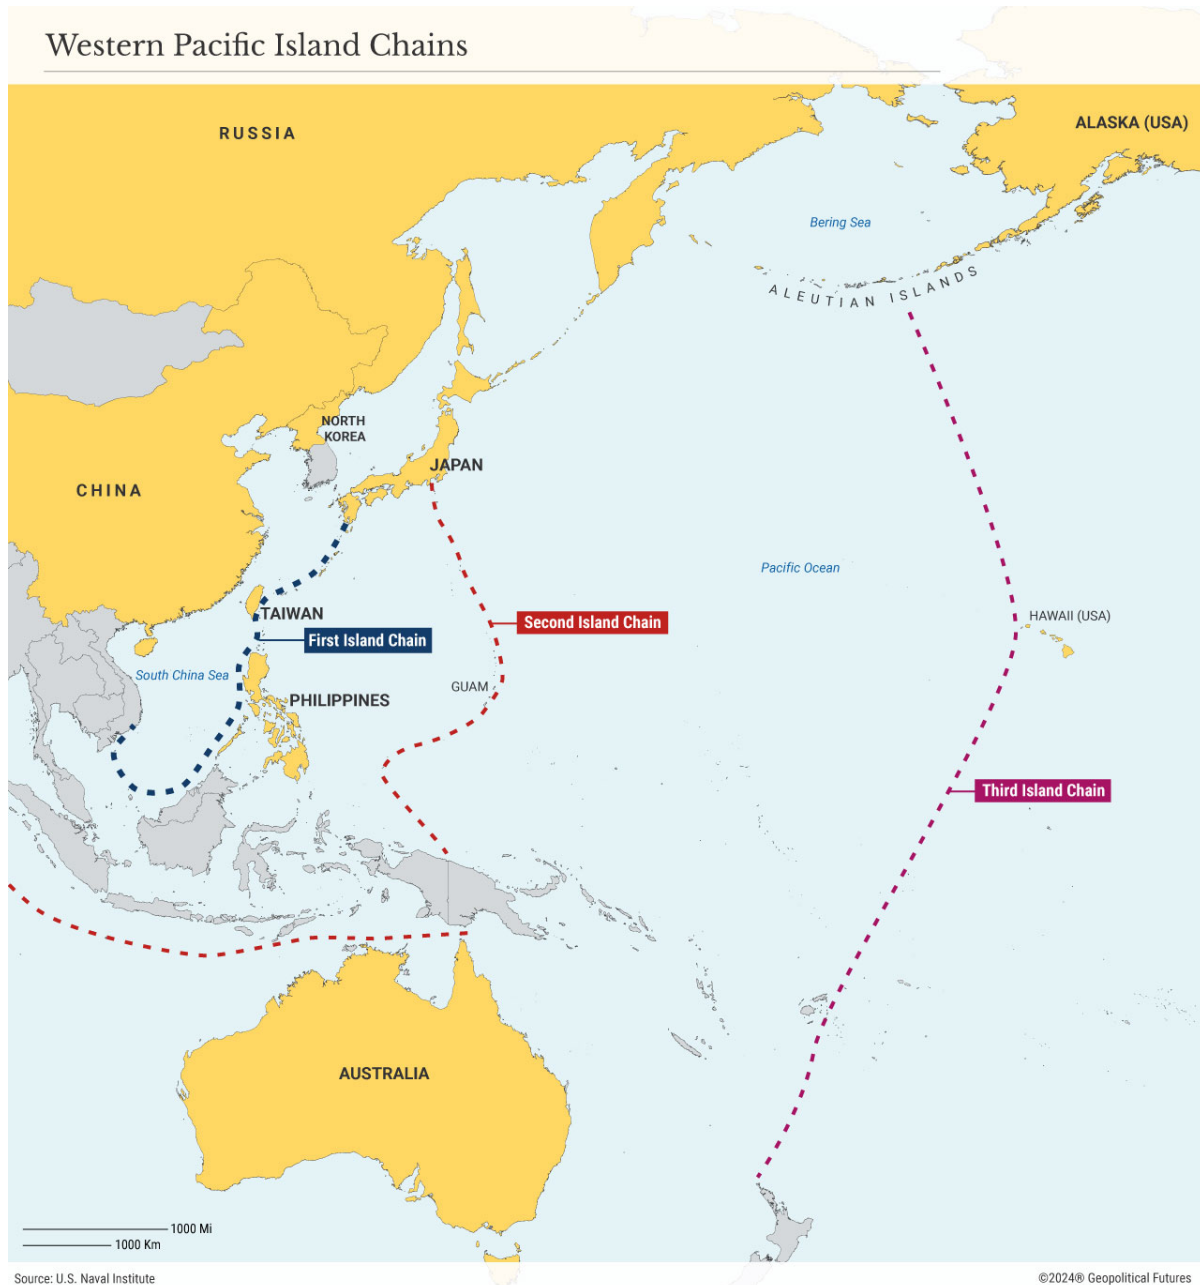 Western Pacific Island Chains
RUSSIA
ALASKA (USA)
Bering Sea
ALEUTIAN ISLANDS
NORTH
KOREA
JAPAN
CHINA
Pacific Ocean
TAIWAN
HAWAII (USA)
Second Island Chain
First Island Chain
South China Sea
GUAM
PHILIPPINES
Third Island Chain
AUSTRALIA
1000 Mi
1000 Km
Source: U.S. Naval Institute
©2024® Geopolitical Futures